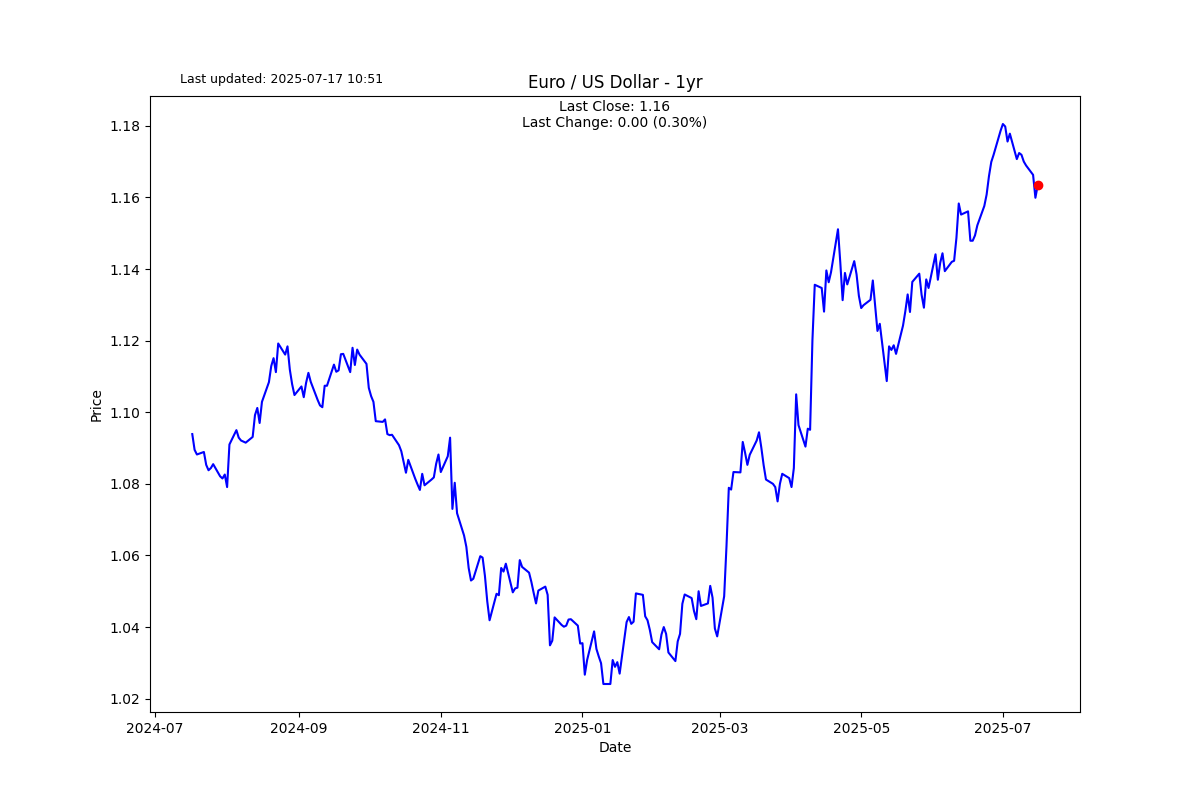 Last updated: 2025-07-17 10:51
Euro / US Dollar - 1yr
Last Close: 1.16
Last Change: 0.00 (0.30%)
1.18
1.16
1.14
1.12
1.10
1.08
1.06
1.04
1.02
Price
2024-07
2024-09
2024-11
2025-01
2025-03
2025-05
2025-07
Date